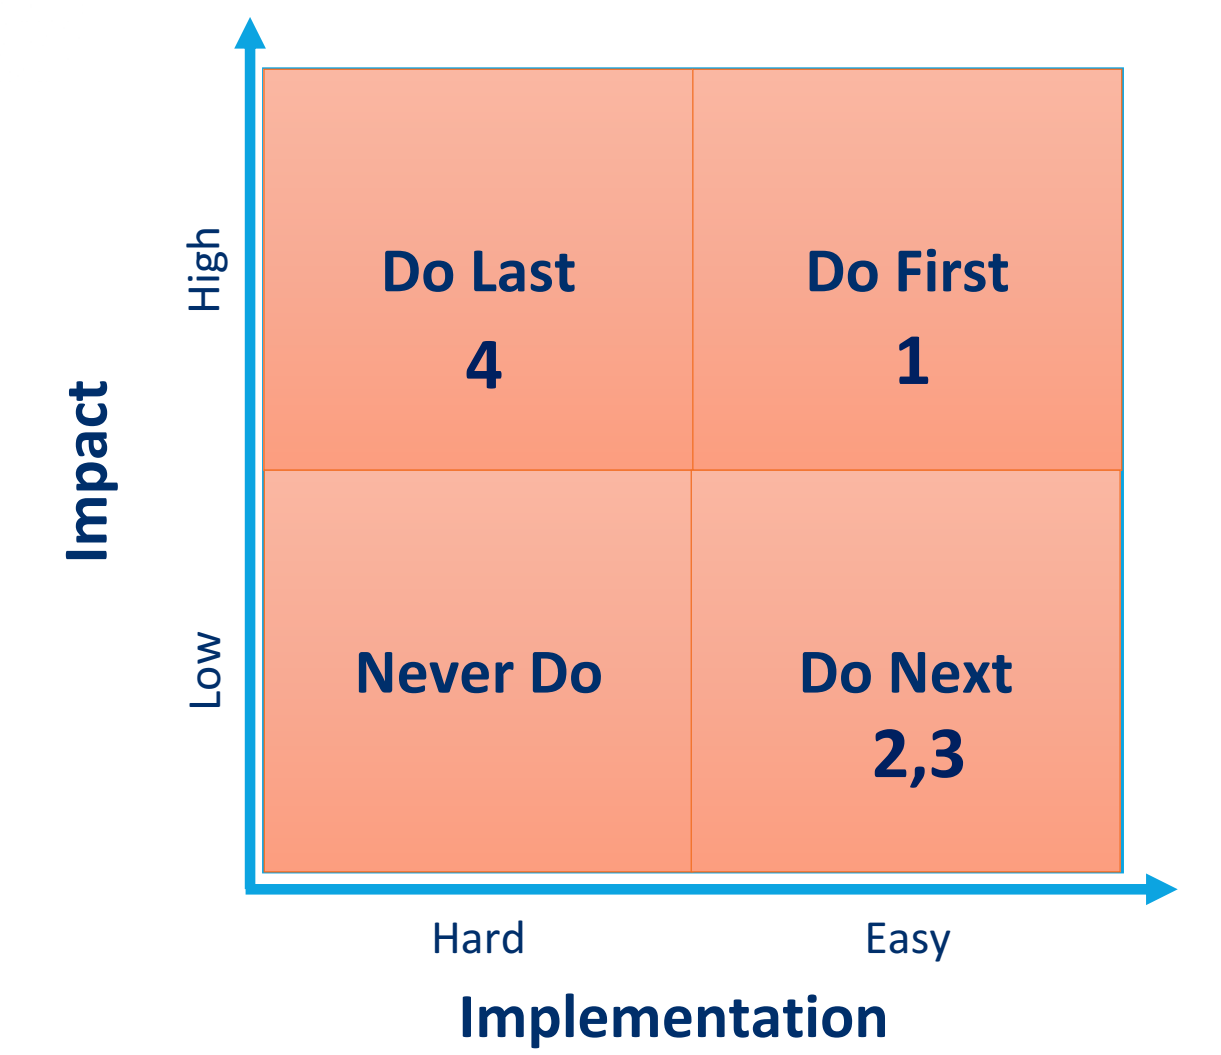 High
Do Last
4
Do First
1
Impact
Low
Never Do
Do Next
2,3
Hard
Easy
Implementation